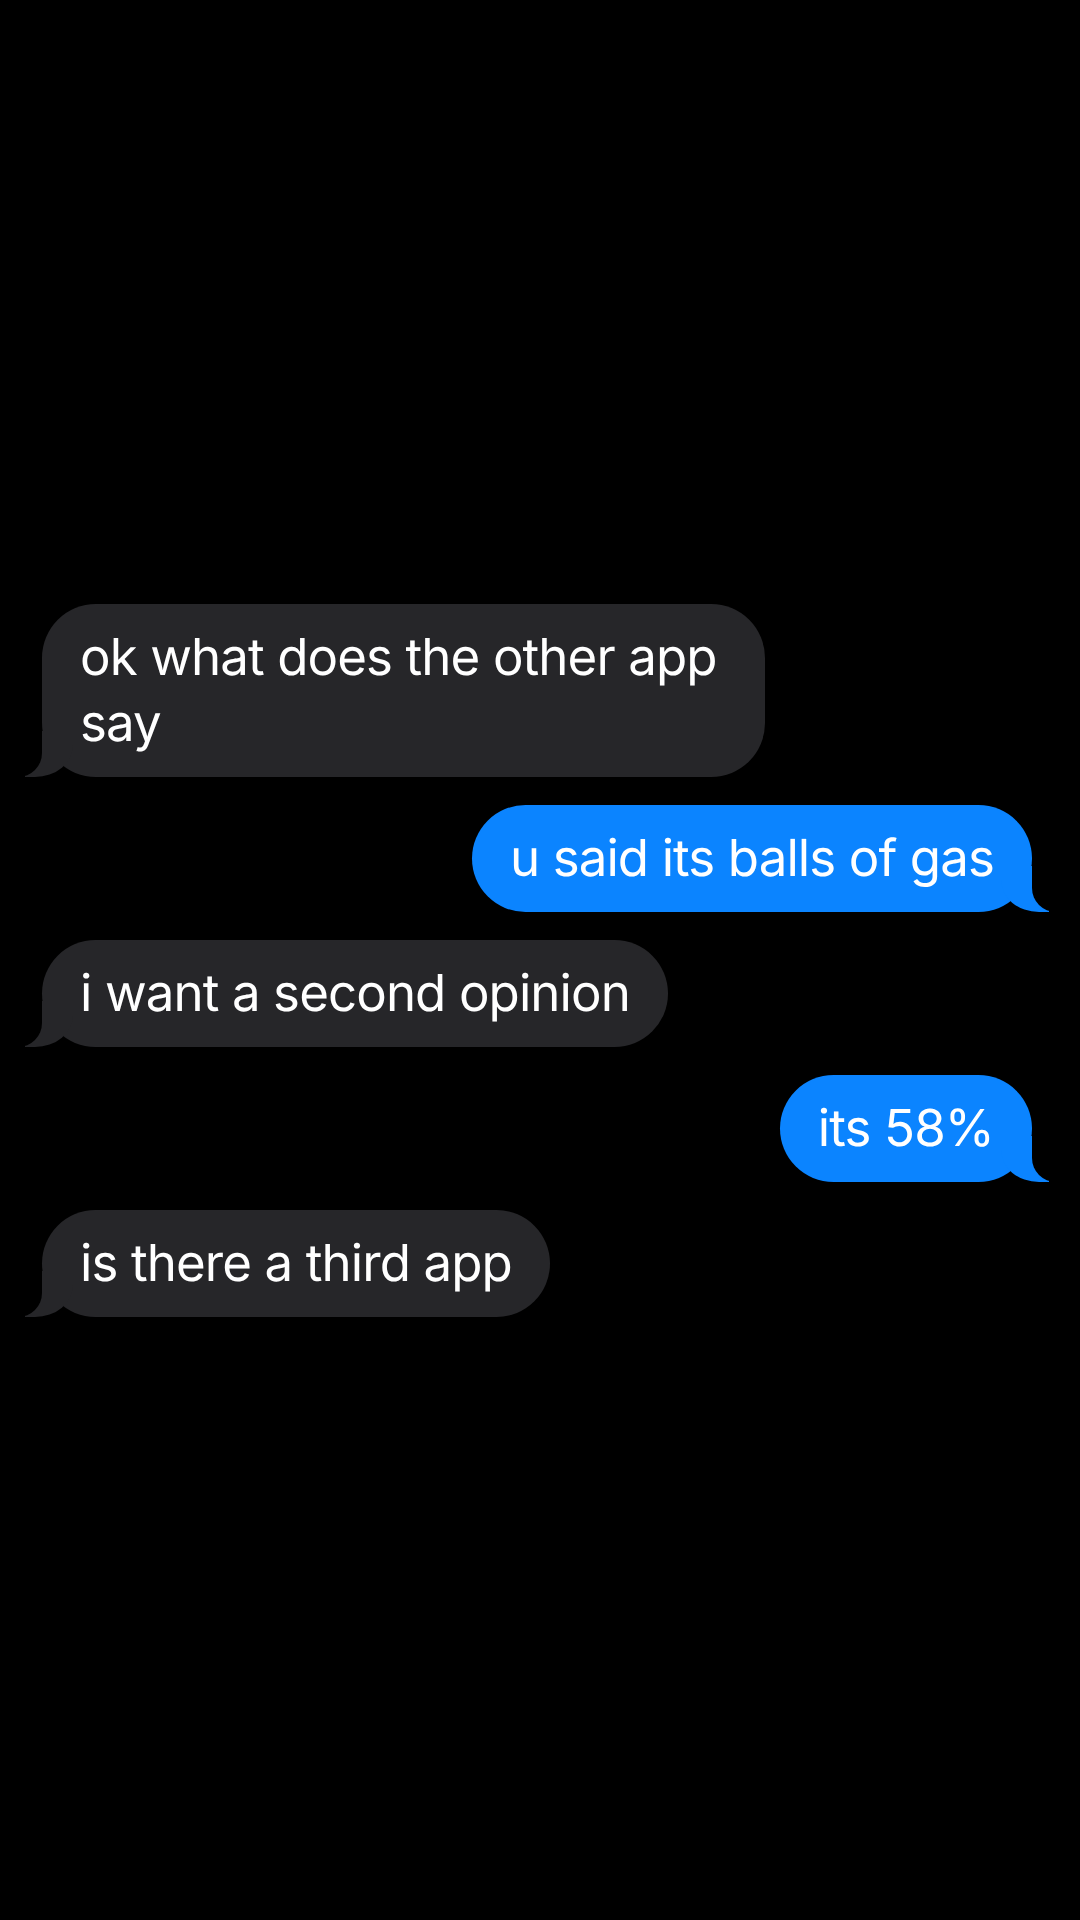 ok what does the other app
say
u said its balls of gas
i want a second opinion
its 58%
is there a third app